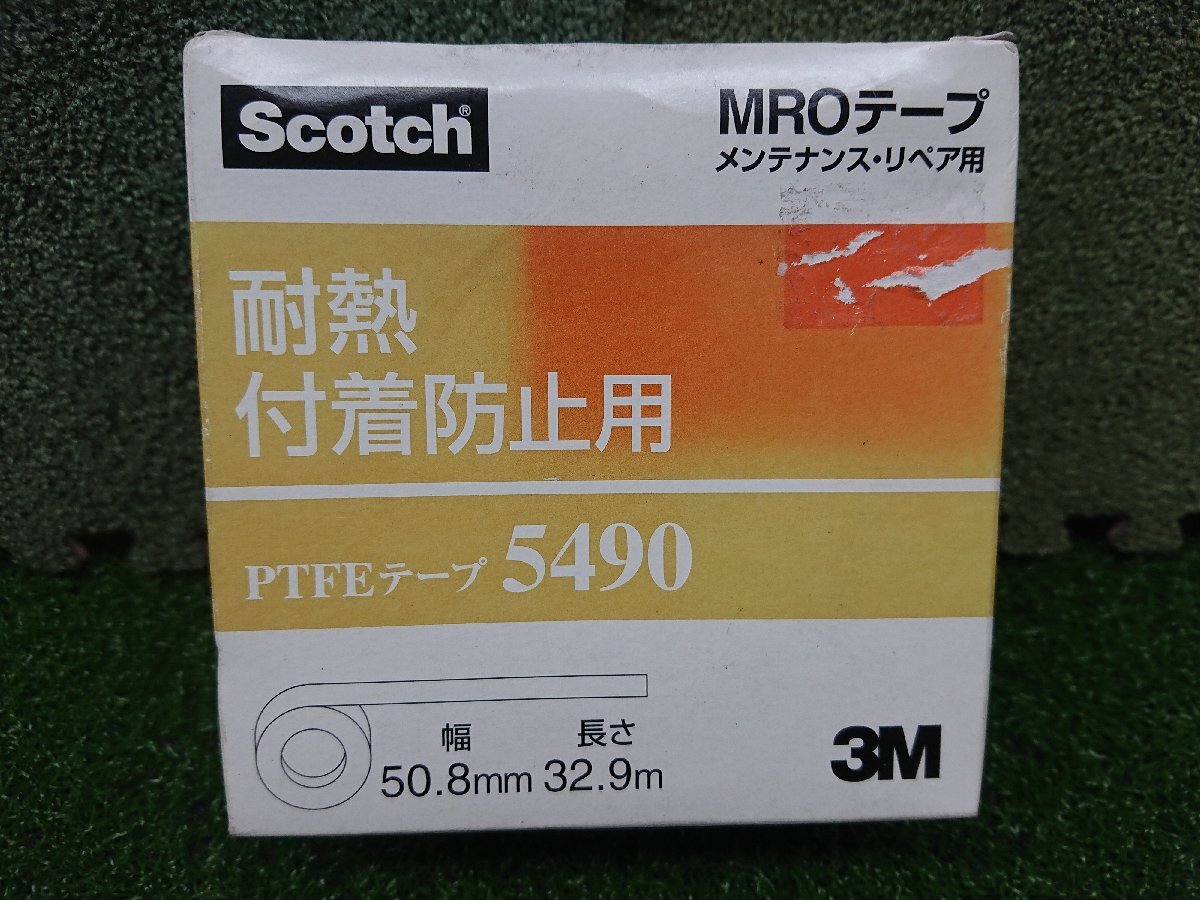 Scotch®
MROテープ
メンテナンス・リペア用
耐熱
付着防止用
PTFEテープ 5490
幅 長さ
50.8mm 32.9m
3M